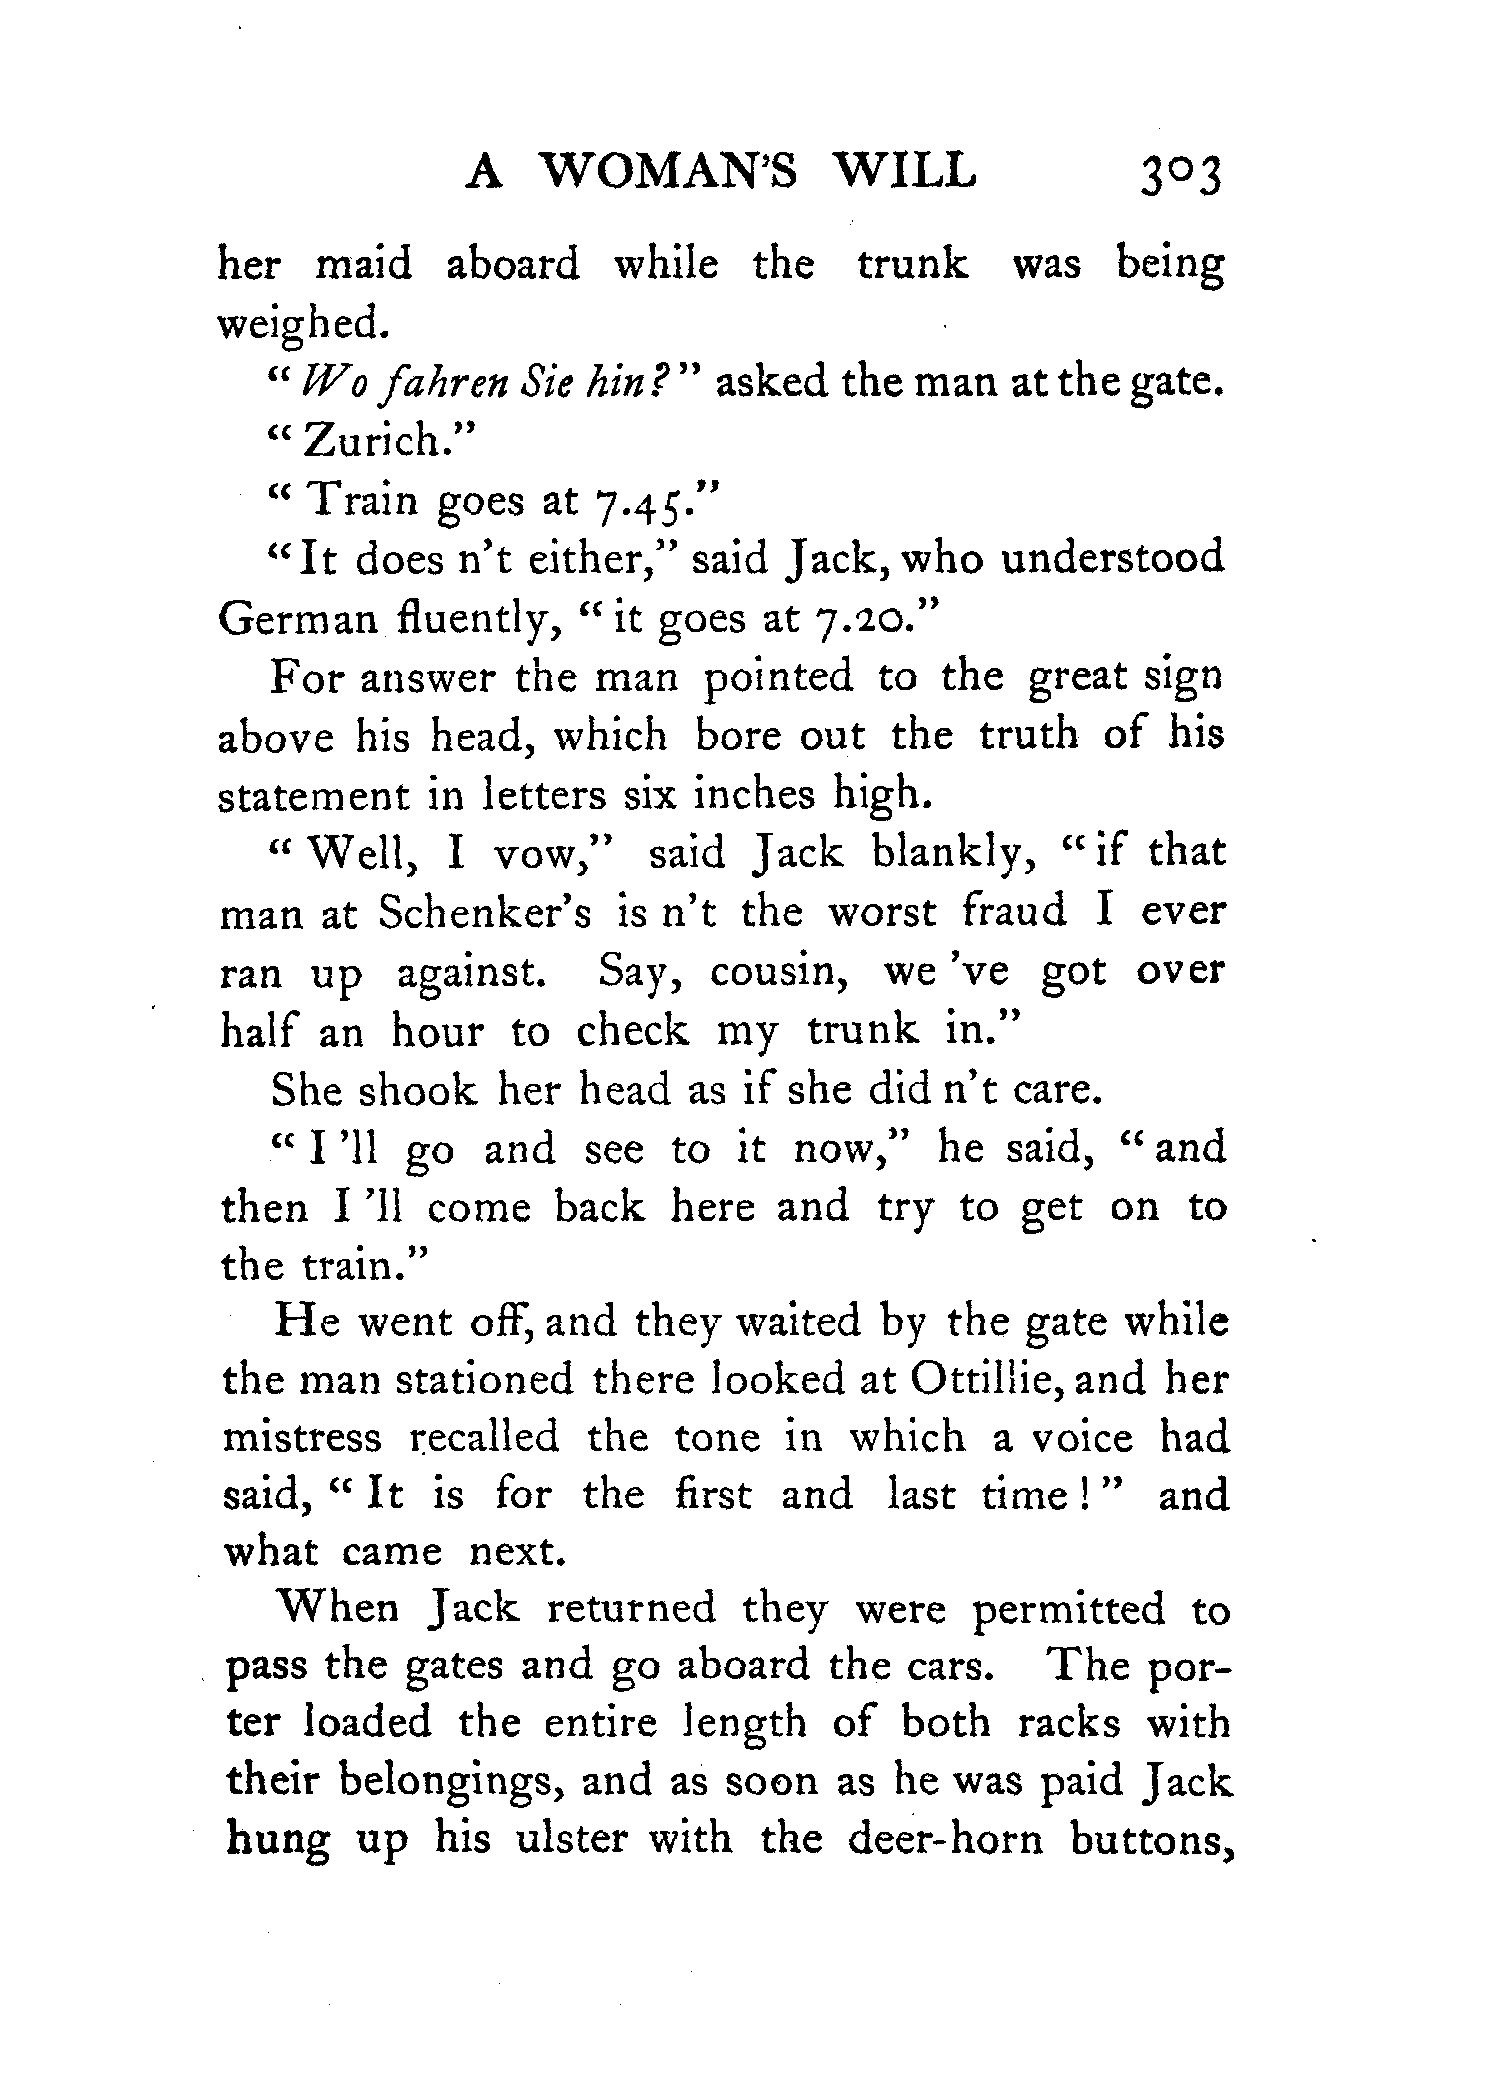 A WOMAN'S WILL 303
her maid aboard while the trunk was being
weighed.
“ Wo fahren Sie hin? ” asked the man at the gate.
“ Zurich.”
“ Train goes at 7.45.”
“ It does n't either,” said Jack, who understood
German fluently, “ it goes at 7.20.”
For answer the man pointed to the great sign
above his head, which bore out the truth of his
statement in letters six inches high.
“ Well, I vow,” said Jack blankly, “ if that
man at Schenker's is n't the worst fraud I ever
ran up against. Say, cousin, we 've got over
half an hour to check my trunk in.”
She shook her head as if she did n't care.
“ I 'll go and see to it now,” he said, “ and
then I 'll come back here and try to get on to
the train.”
He went off, and they waited by the gate while
the man stationed there looked at Ottillie, and her
mistress recalled the tone in which a voice had
said, “ It is for the first and last time ! ” and
what came next.
When Jack returned they were permitted to
pass the gates and go aboard the cars. The por-
ter loaded the entire length of both racks with
their belongings, and as soon as he was paid Jack
hung up his ulster with the deer-horn buttons,